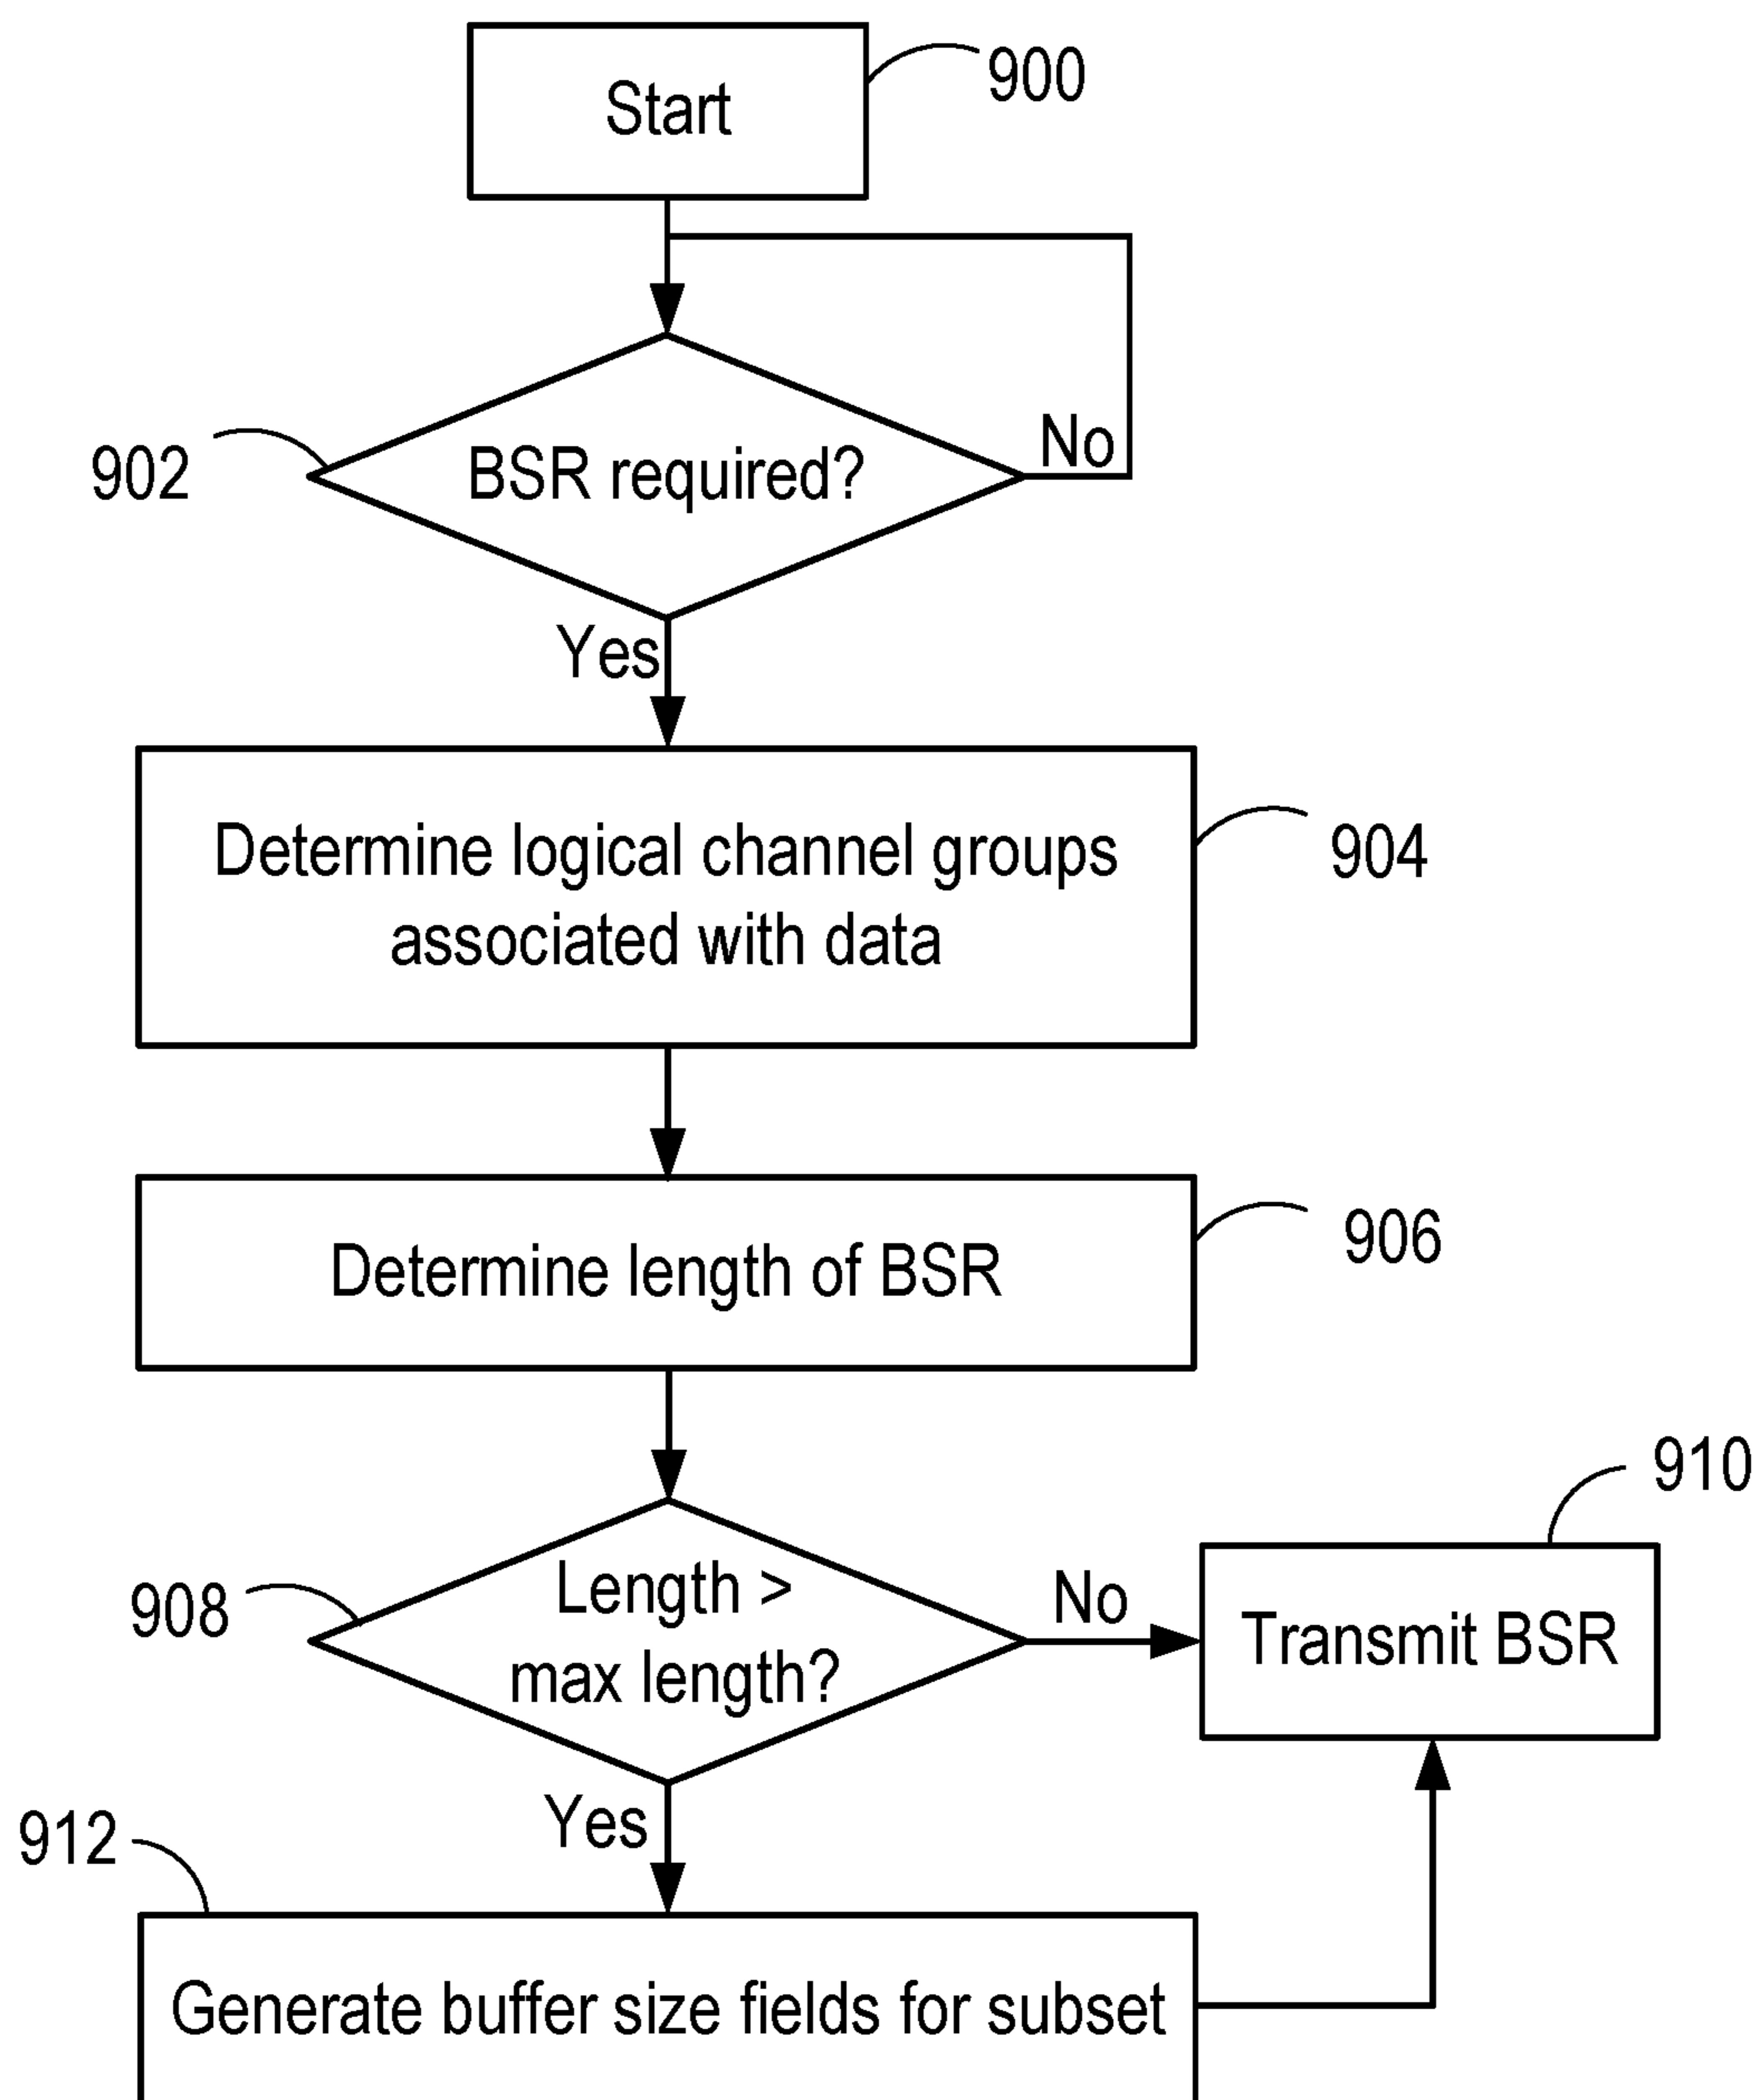 Start
900
902
BSR required?
No
Yes
Determine logical channel groups
associated with data
904
Determine length of BSR
906
908
Length >
max length?
No
910
Transmit BSR
Yes
912
Generate buffer size fields for subset